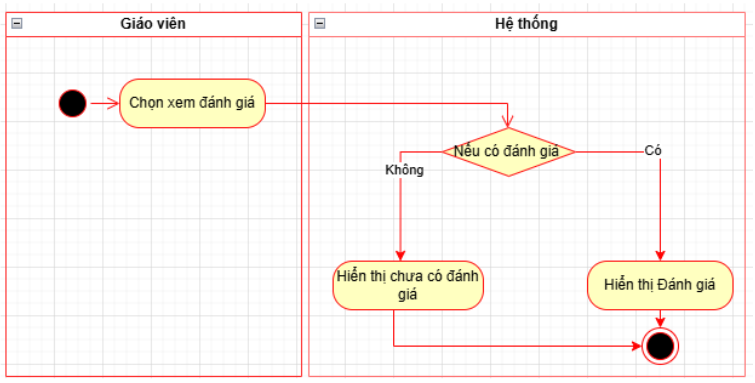 Giáo viên
Hệ thống
Chọn xem đánh giá
Nếu có đánh giá
Không
Có
Hiển thị chưa có đánh
giá
Hiển thị Đánh giá